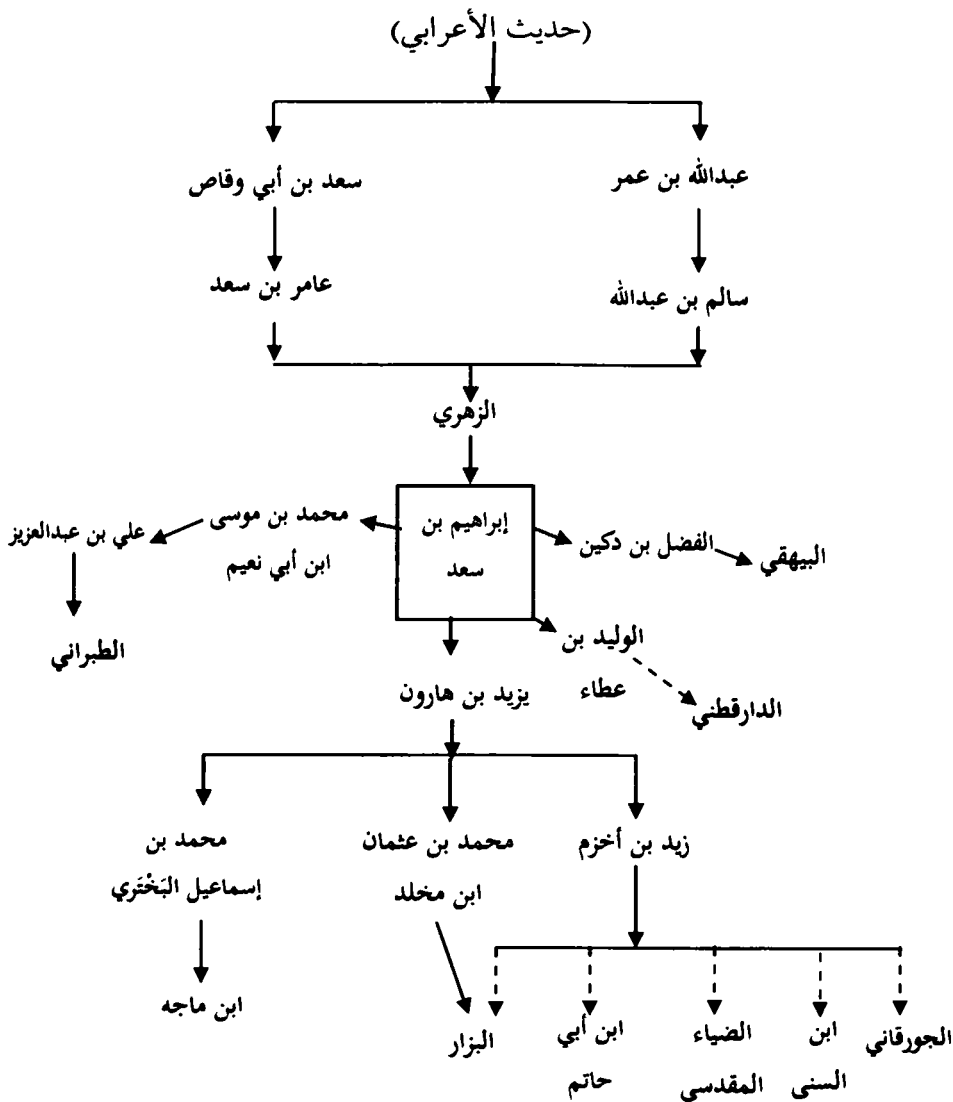 (حديث الأعرابي)
عبدالله بن عمر
سعد بن أبي وقاص
سالم بن عبدالله
عامر بن سعد
الزهري
إبراهيم بن
سعد
الفضل بن دكين
البيهقي
محمد بن موسى
ابن أبي نعيم
علي بن عبدالعزيز
الطبراني
الوليد بن
عطاء
الدارقطني
يزيد بن هارون
زيد بن أخزم
محمد بن عثمان
ابن مخلد
محمد بن
إسماعيل البَخْتَري
الجورقاني
ابن
السنى
الضياء
المقدسي
ابن أبي
حاتم
البزار
ابن ماجه